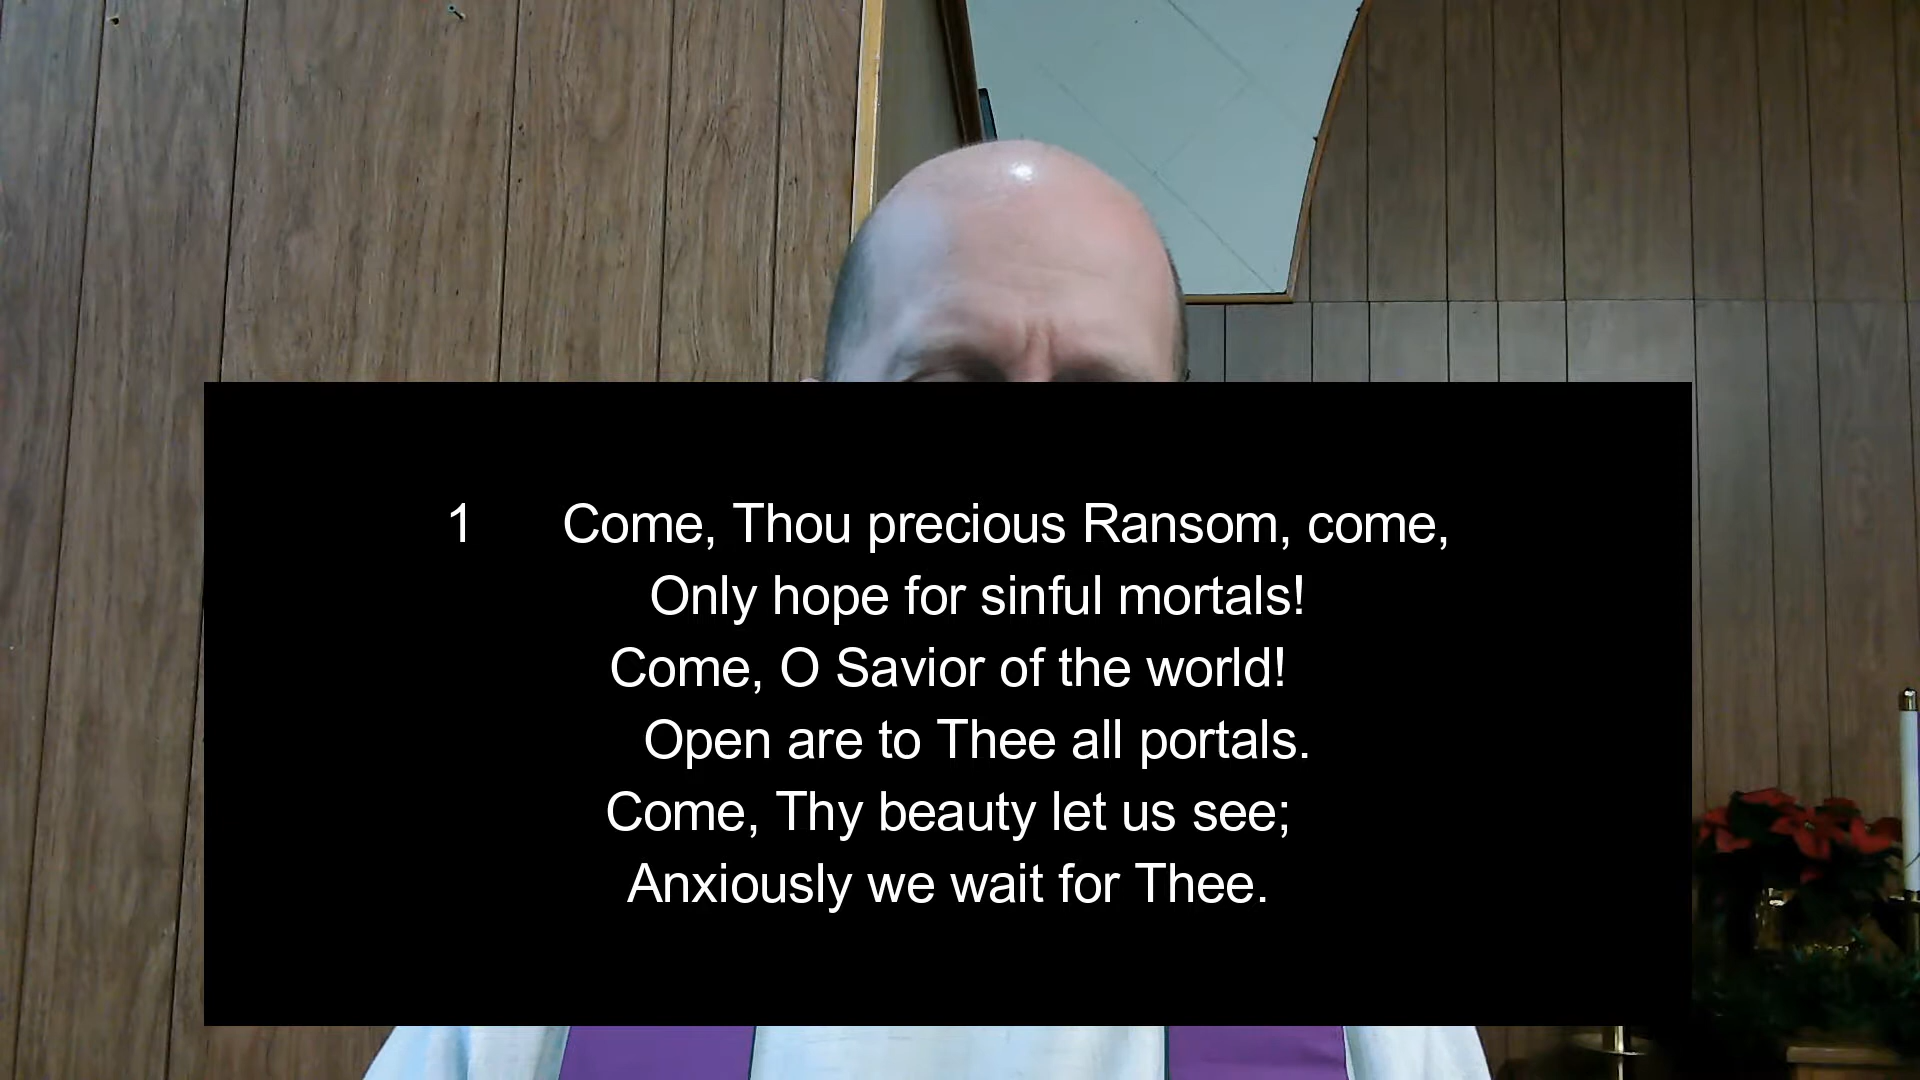 1 Come, Thou precious Ransom, come,
Only hope for sinful mortals!
Come, O Savior of the world!
Open are to Thee all portals.
Come, Thy beauty let us see;
Anxiously we wait for Thee.